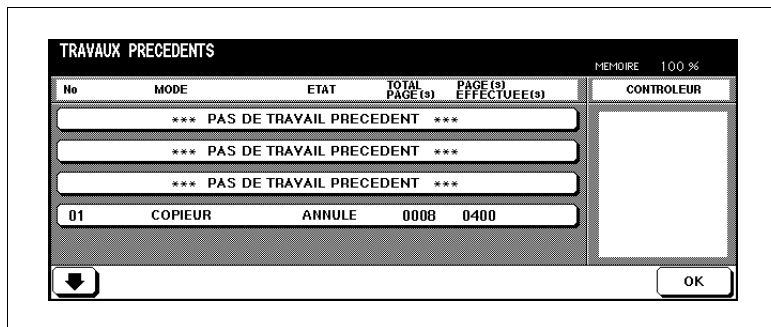 TRAVAUX PRECEDENTS
MEMOIRE 100 %
No MODE ETAT TOTAL PAGE(s) PAGE(s) EFFECTUEE(s) CONTROLEUR
*** PAS DE TRAVAIL PRECEDENT ***
*** PAS DE TRAVAIL PRECEDENT ***
*** PAS DE TRAVAIL PRECEDENT ***
01 COPIEUR ANNULE 0008 0400
OK